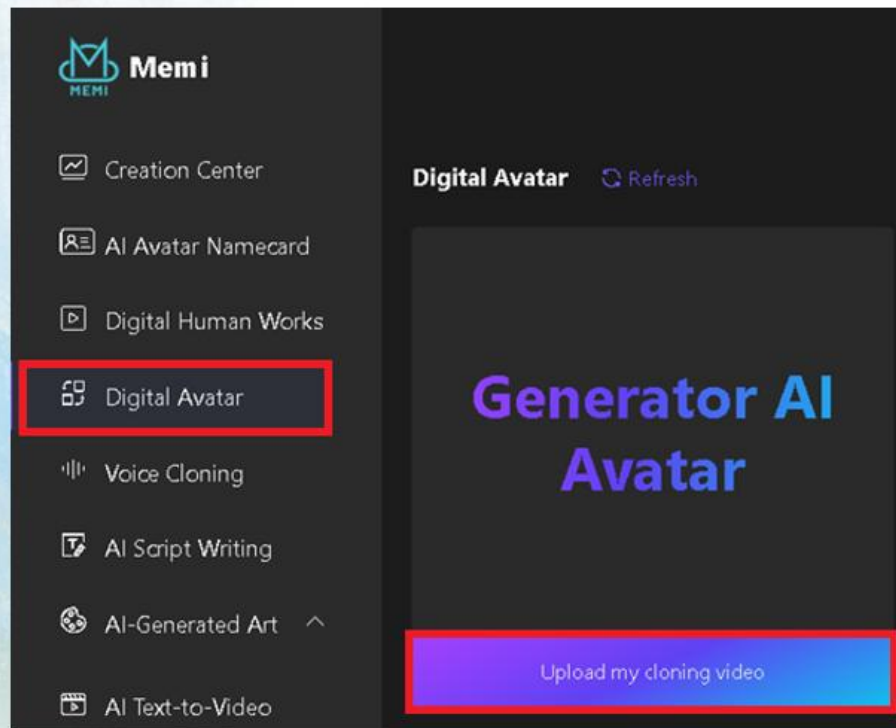 Memi
MEMI
Creation Center
AI Avatar Namecard
Digital Human Works
Digital Avatar
Voice Cloning
AI Script Writing
AI-Generated Art
AI Text-to-Video
Digital Avatar Refresh
Generator AI
Avatar
Upload my cloning video